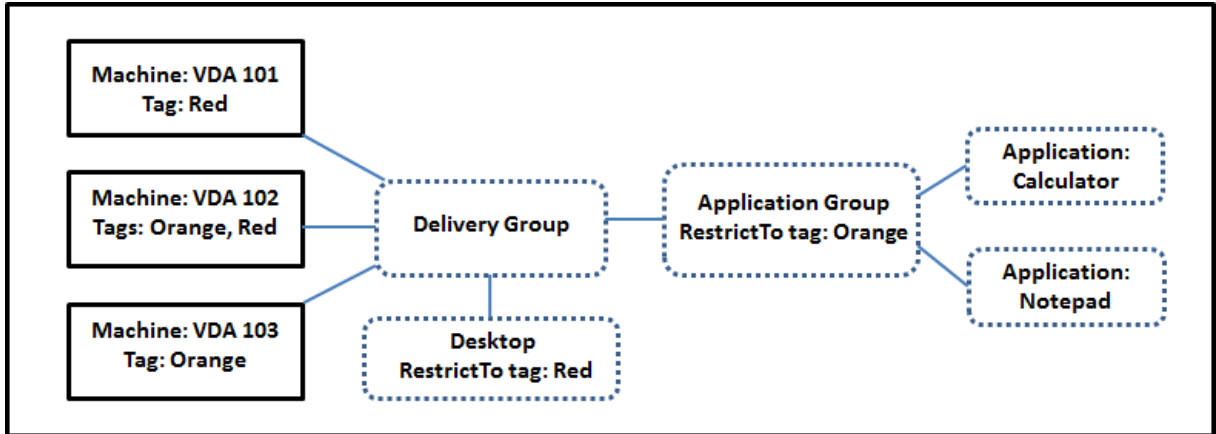 Machine: VDA 101
Tag: Red
Machine: VDA 102
Tags: Orange, Red
Machine: VDA 103
Tag: Orange
Delivery Group
Desktop
RestrictTo tag: Red
Application Group
RestrictTo tag: Orange
Application:
Calculator
Application:
Notepad